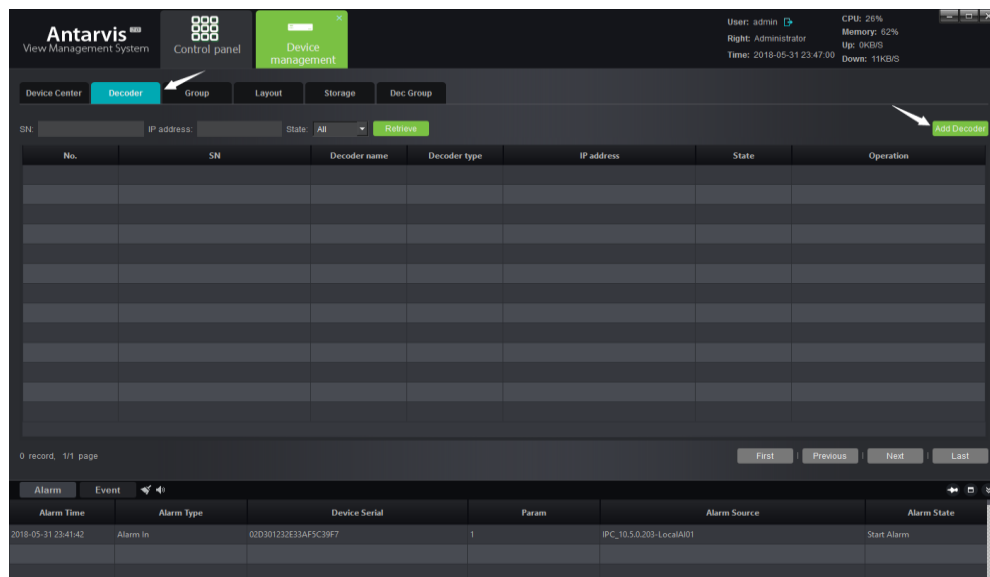 Antarvis
View Management System
Control panel
Device
management
User: admin
Right: Administrator
Time: 2018-05-31 23:47:00
CPU: 26%
Memory: 62%
Up: 0KB/S
Down: 11KB/S
Device Center Decoder Group Layout Storage Dec Group
SN: IP address: State: All Retrieve Add Decoder
No. SN Decoder name Decoder type IP address State Operation
0 record, 1/1 page First Previous Next Last
Alarm Event
Alarm Time Alarm Type Device Serial Param Alarm Source Alarm State
2018-05-31 23:41:42 Alarm In 02D301232E33AF5C39F7 1 IPC_10.5.0.203-LocalAI01 Start Alarm